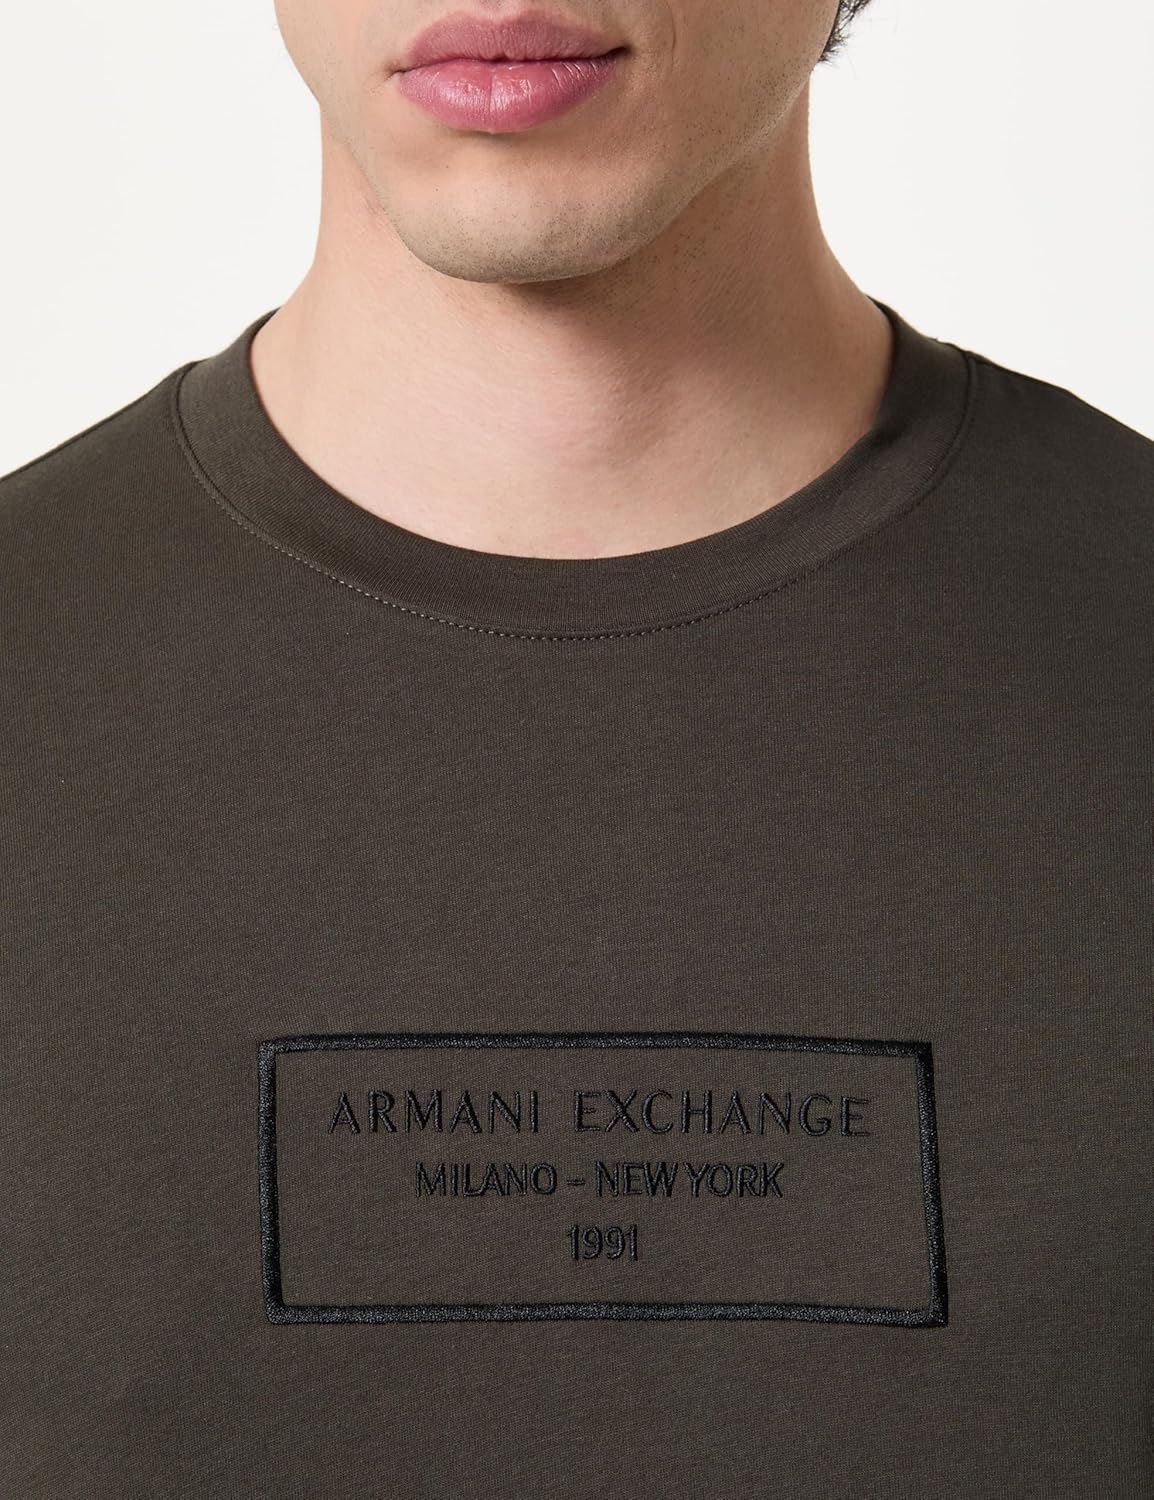 ARMANI EXCHANGE
MILANO - NEW YORK
1991